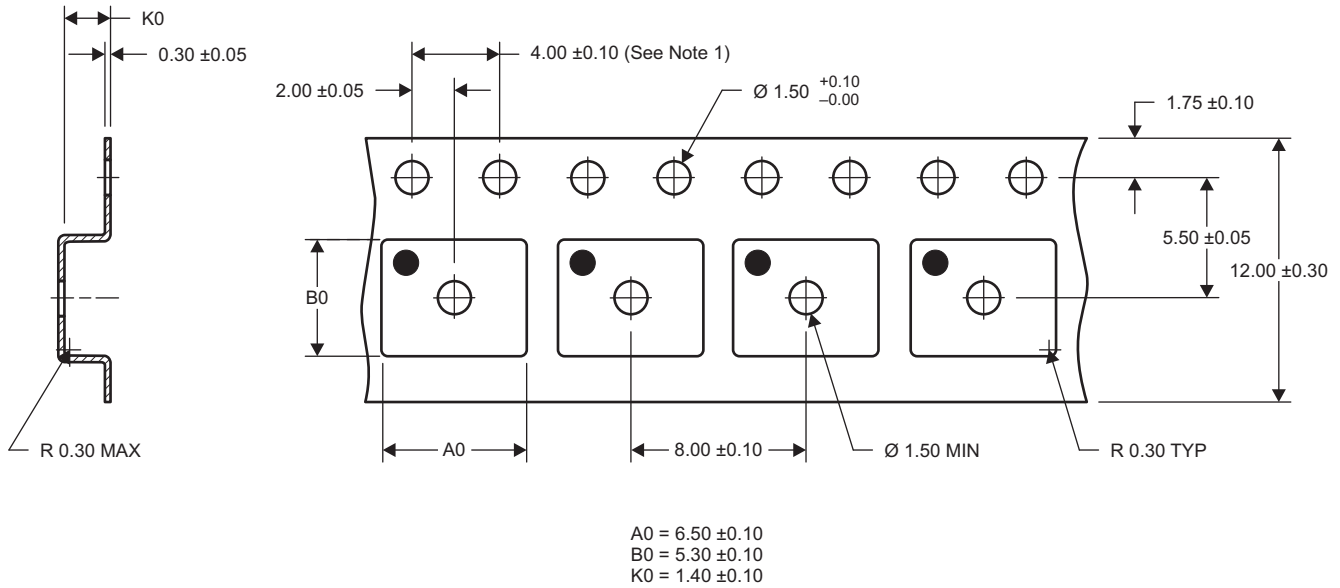 K0
0.30 ±0.05
4.00 ±0.10 (See Note 1)
2.00 ±0.05
Ø 1.50 +0.10 –0.00
1.75 ±0.10
5.50 ±0.05
12.00 ±0.30
B0
R 0.30 MAX
A0
8.00 ±0.10
Ø 1.50 MIN
R 0.30 TYP
A0 = 6.50 ±0.10
B0 = 5.30 ±0.10
K0 = 1.40 ±0.10